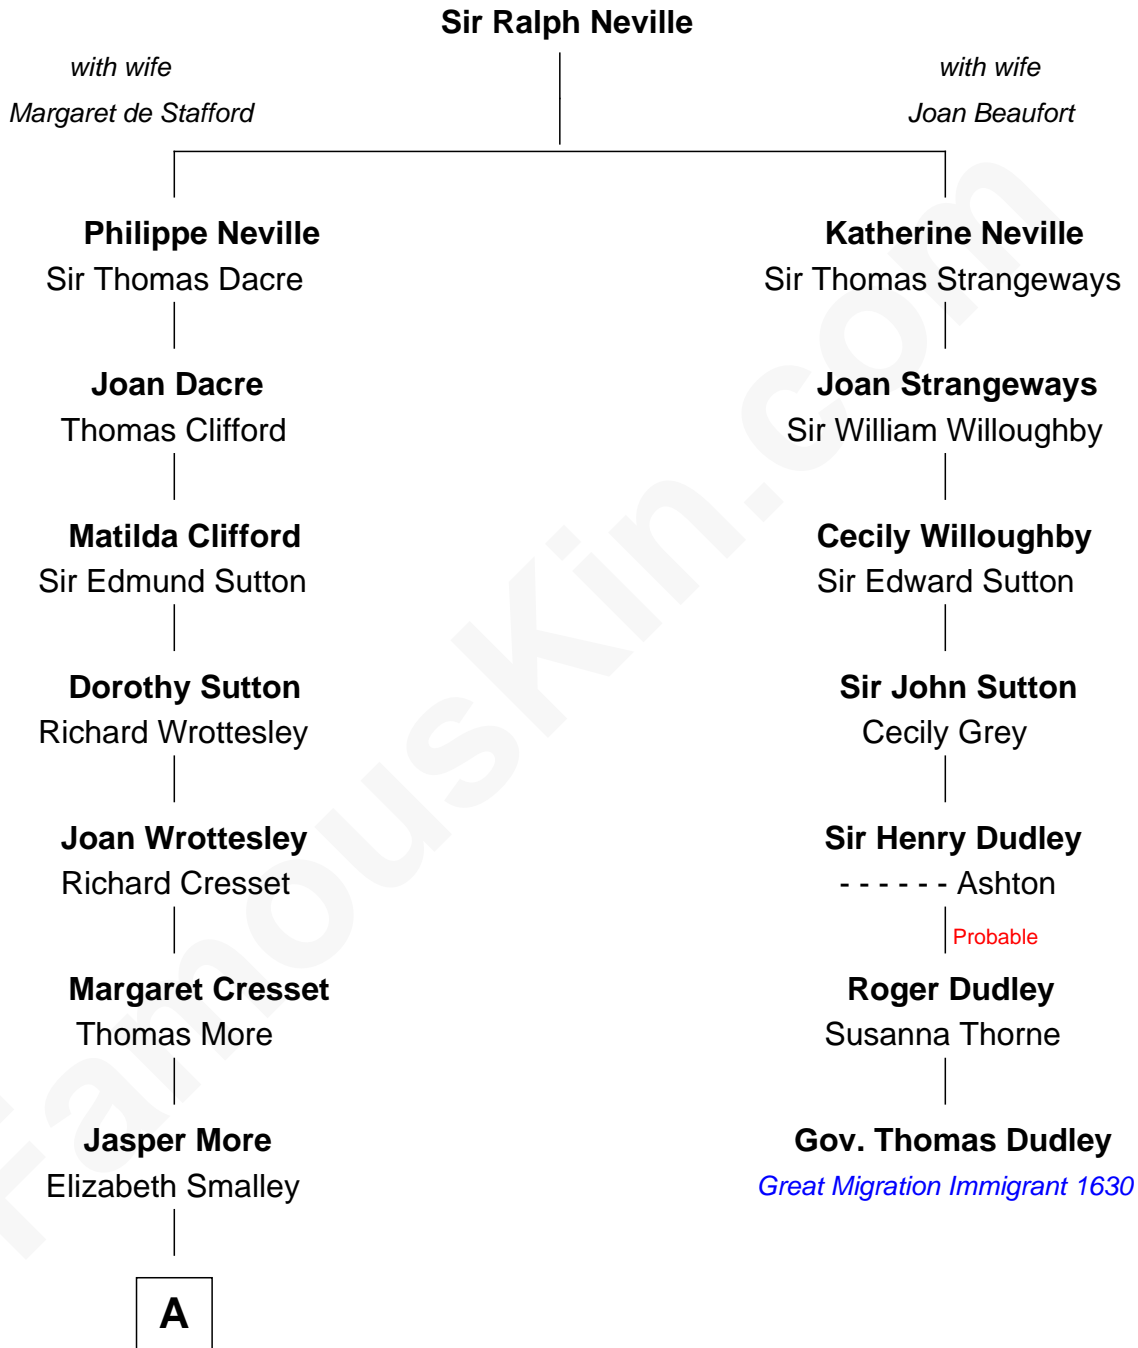 Sir Ralph Neville
with wife
Margaret de Stafford
with wife
Joan Beaufort
Philippe Neville
Sir Thomas Dacre
Katherine Neville
Sir Thomas Strangeways
Joan Dacre
Thomas Clifford
Joan Strangeways
Sir William Willoughby
Matilda Clifford
Sir Edmund Sutton
Cecily Willoughby
Sir Edward Sutton
Dorothy Sutton
Richard Wrottesley
Sir John Sutton
Cecily Grey
Joan Wrottesley
Richard Cresset
Sir Henry Dudley
- - - - - - Ashton
Probable
Margaret Cresset
Thomas More
Roger Dudley
Susanna Thorne
Jasper More
Elizabeth Smalley
Gov. Thomas Dudley
Great Migration Immigrant 1630
A
FamousKin.com